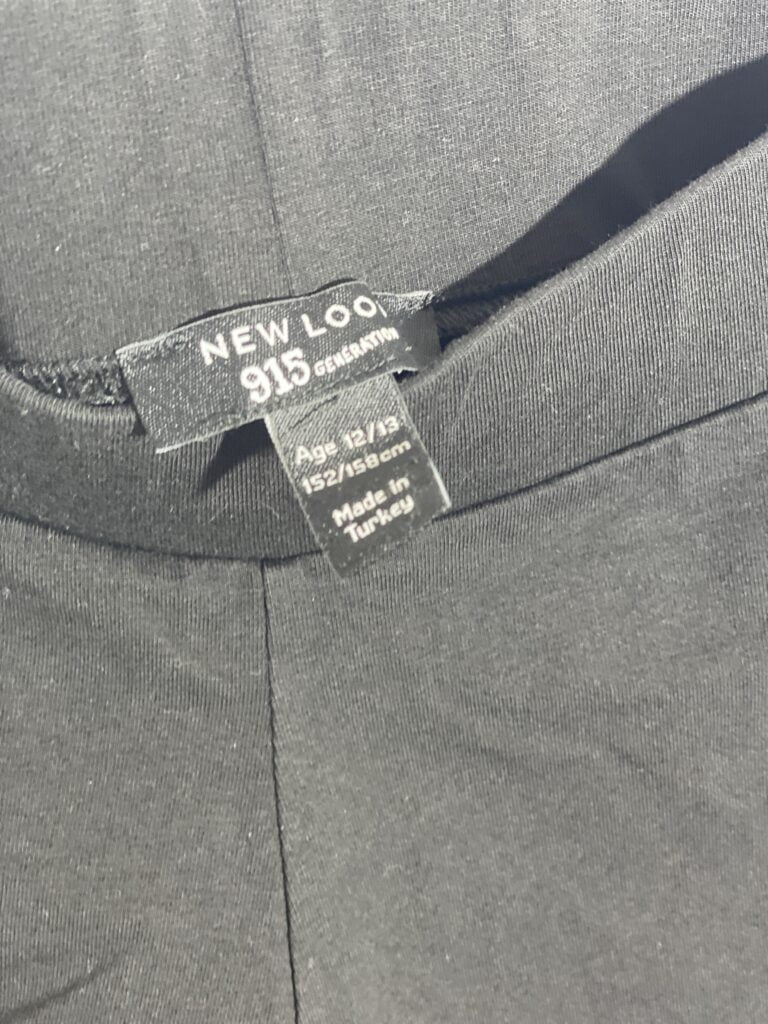 NEW LOO
915 GENERATION
Age 12/13
152/158cm
Made in
Turkey